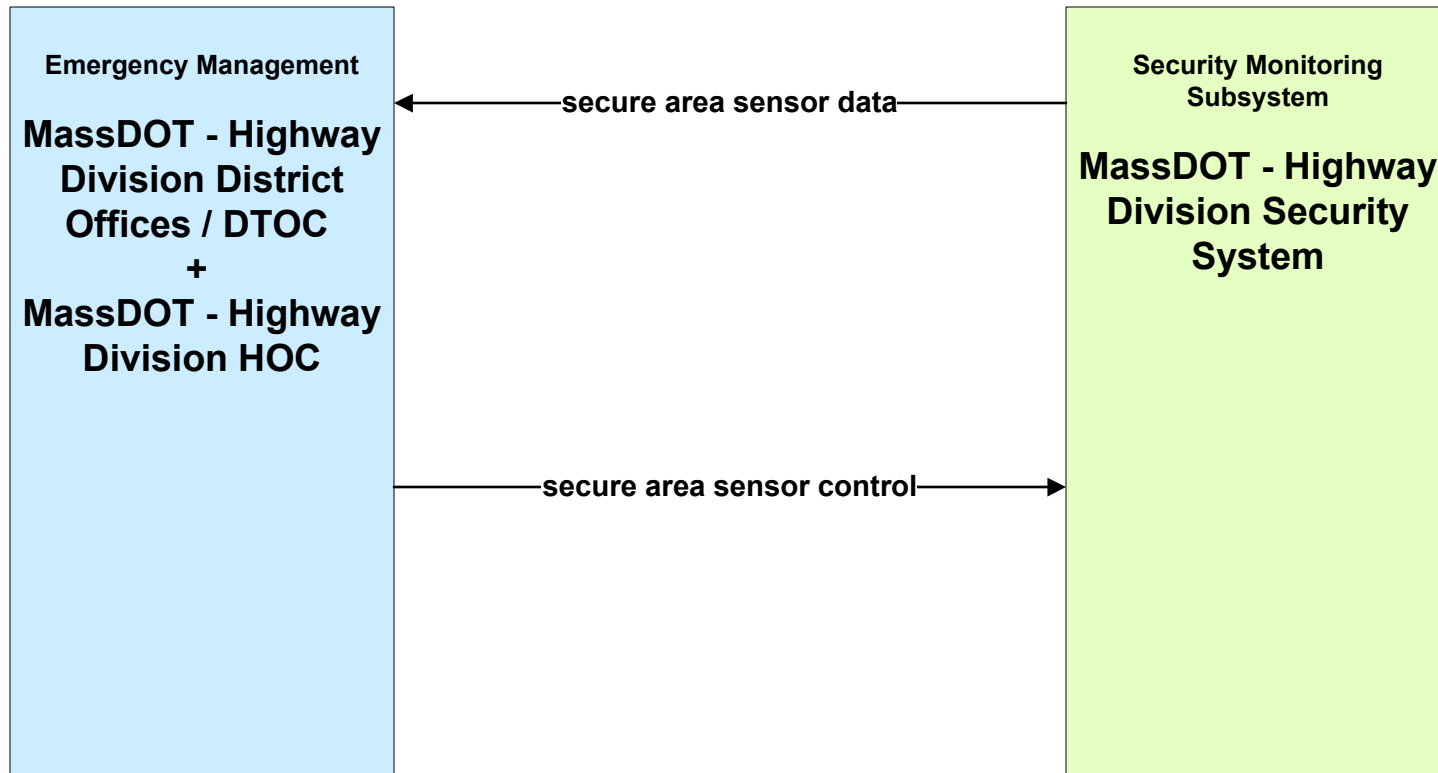 Emergency Management
MassDOT - Highway
Division District
Offices / DTOC
+
MassDOT - Highway
Division HOC
secure area sensor data
secure area sensor control
Security Monitoring
Subsystem
MassDOT - Highway
Division Security
System